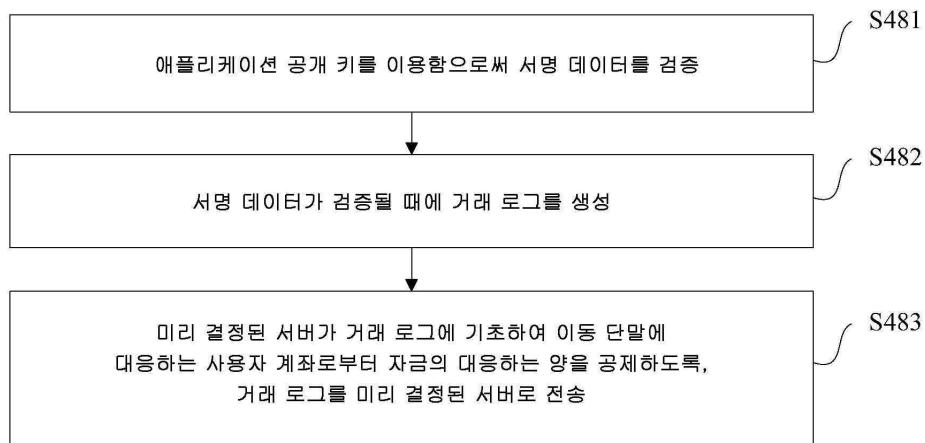 S481
애플리케이션 공개 키를 이용함으로써 서명 데이터를 검증
S482
서명 데이터가 검증될 때에 거래 로그를 생성
S483
미리 결정된 서버가 거래 로그에 기초하여 이동 단말에
대응하는 사용자 계좌로부터 자금의 대응하는 양을 공제하도록,
거래 로그를 미리 결정된 서버로 전송